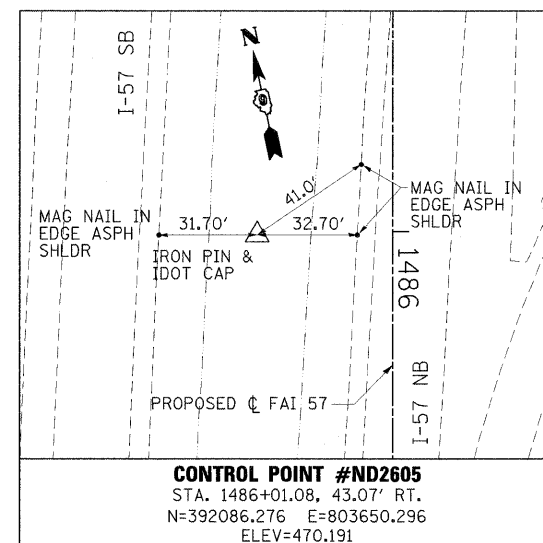 I-57 SB
N
41.0'
MAG NAIL IN
EDGE ASPH
SHLDR
31.70'
32.70'
MAG NAIL IN
EDGE ASPH
SHLDR
IRON PIN &
IDOT CAP
1486
PROPOSED ℄ FAI 57
I-57 NB
CONTROL POINT #ND2605
STA. 1486+01.08, 43.07' RT.
N=392086.276 E=803650.296
ELEV=470.191